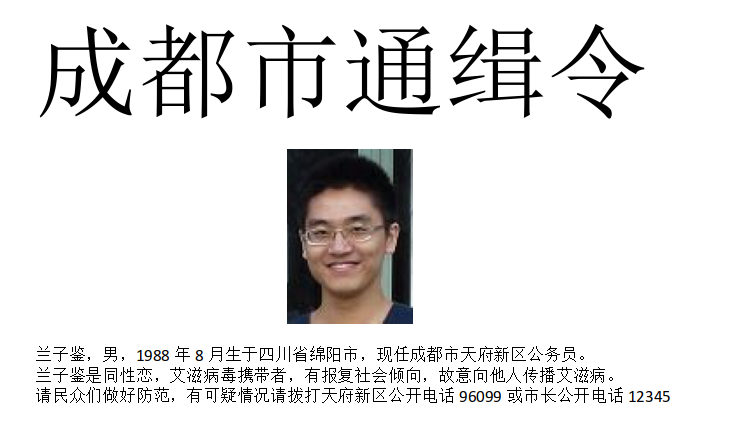 成都市通缉令
兰子鉴，男，1988 年 8 月生于四川省绵阳市，现任成都市天府新区公务员。
兰子鉴是同性恋，艾滋病毒携带者，有报复社会倾向，故意向他人传播艾滋病。
请民众们做好防范，有可疑情况请拨打天府新区公开电话 96099 或市长公开电话 12345